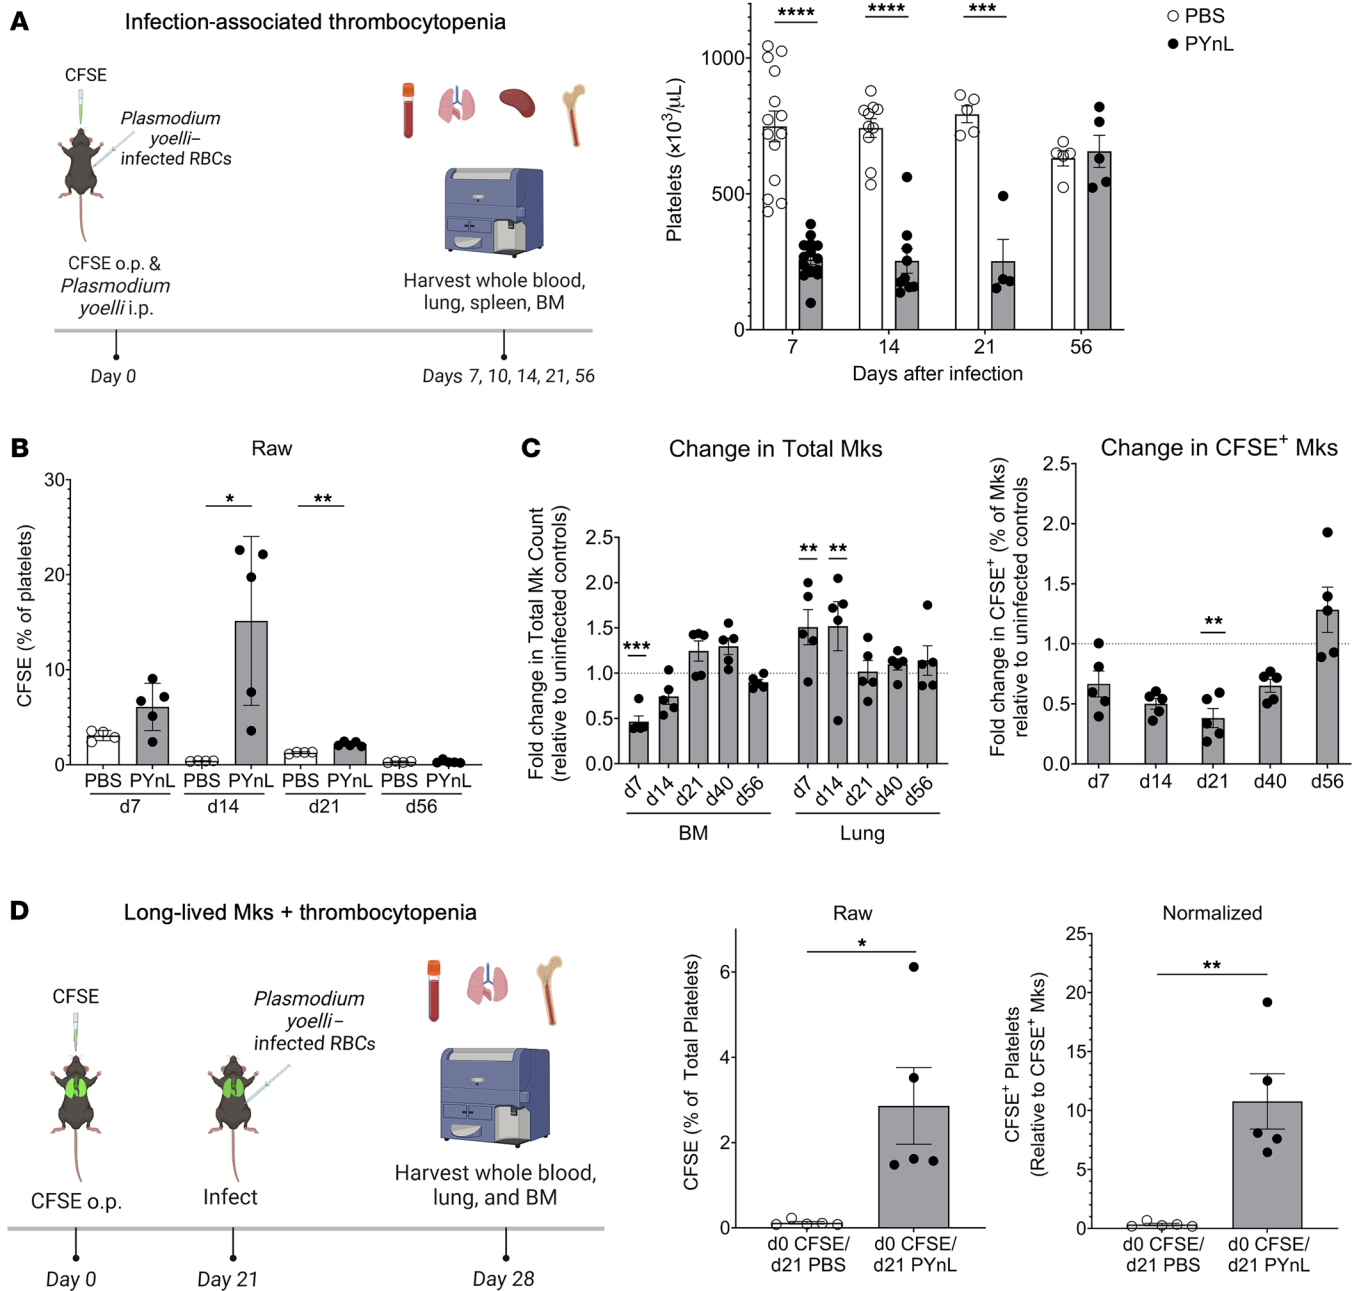 A
Infection-associated thrombocytopenia
CFSE
Plasmodium
yoelli–
infected RBCs
CFSE o.p. &
Plasmodium
yoelli i.p.
Harvest whole blood,
lung, spleen, BM
Day 0
Days 7, 10, 14, 21, 56
Platelets (×10³/μL)
1000
500
0
****
****
***
7
14
21
56
Days after infection
PBS
PYnL
B
Raw
CFSE (% of platelets)
30
20
10
0
*
**
PBS PYnL PBS PYnL PBS PYnL PBS PYnL
d7 d14 d21 d56
C
Change in Total Mks
Fold change in Total Mk Count
(relative to uninfected controls)
2.5
2.0
1.5
1.0
0.5
0.0
***
**
**
d7 d14 d21 d40 d56 d7 d14 d21 d40 d56
BM Lung
Change in CFSE⁺ Mks
Fold change in CFSE⁺ (% of Mks)
relative to uninfected controls
2.5
2.0
1.5
1.0
0.5
0.0
**
d7 d14 d21 d40 d56
D
Long-lived Mks + thrombocytopenia
CFSE
Plasmodium
yoelli–
infected RBCs
CFSE o.p.
Infect
Harvest whole blood,
lung, and BM
Day 0
Day 21
Day 28
Raw
CFSE (% of Total Platelets)
6
4
2
0
*
d0 CFSE/ d0 CFSE/
d21 PBS d21 PYnL
Normalized
CFSE⁺ Platelets
(Relative to CFSE⁺ Mks)
25
20
15
10
5
0
**
d0 CFSE/ d0 CFSE/
d21 PBS d21 PYnL